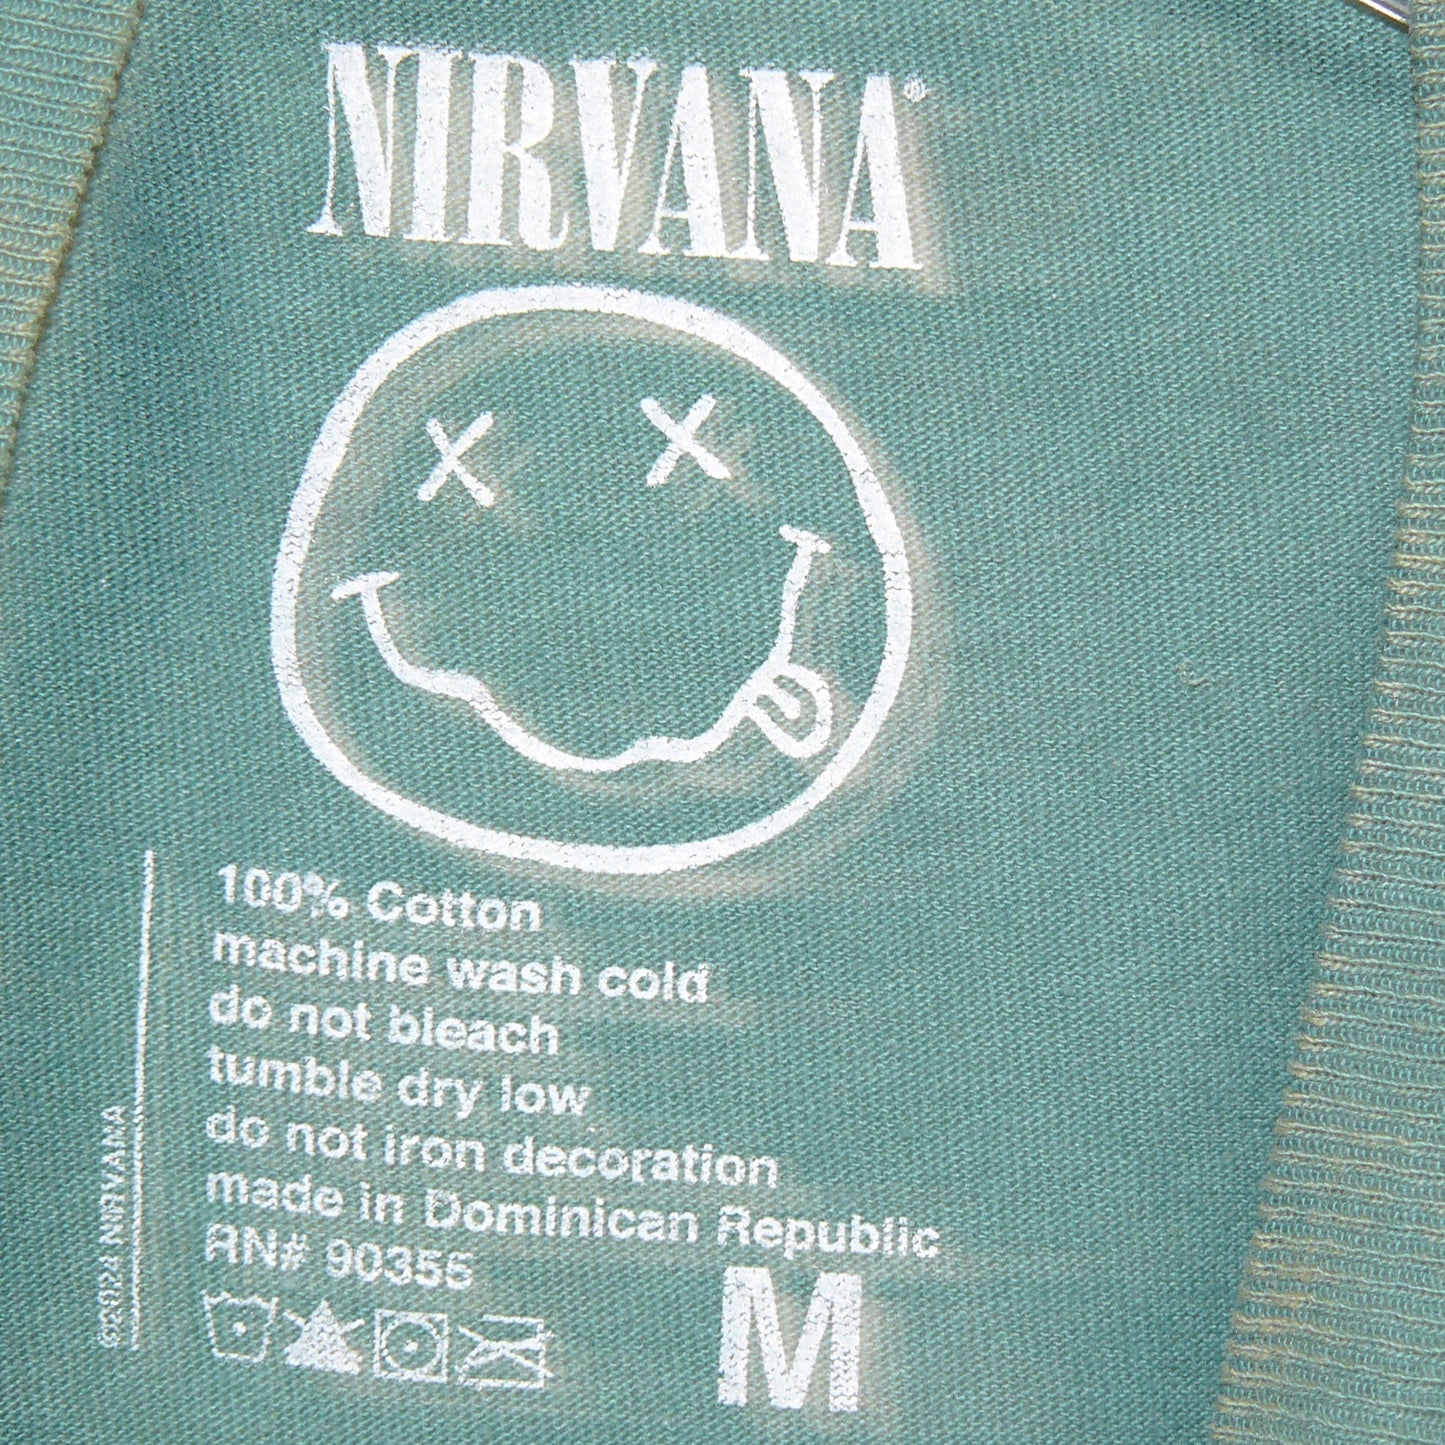 NIRVANA®
100% Cotton
machine wash cold
do not bleach
tumble dry low
do not iron decoration
made in Dominican Republic
RN# 90355
M
©2024 NIRVANA